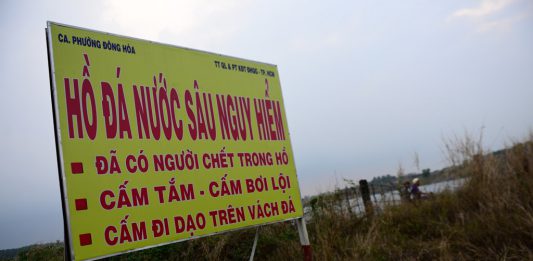 CA. PHƯỜNG ĐÔNG HÒA
TT QL & PT KĐT ĐHQG - TP. HCM
HỒ ĐÁ NƯỚC SÂU NGUY HIỂM
ĐÃ CÓ NGƯỜI CHẾT TRONG HỒ
CẤM TẮM - CẤM BƠI LỘI
CẤM ĐI DẠO TRÊN VÁCH ĐÁ